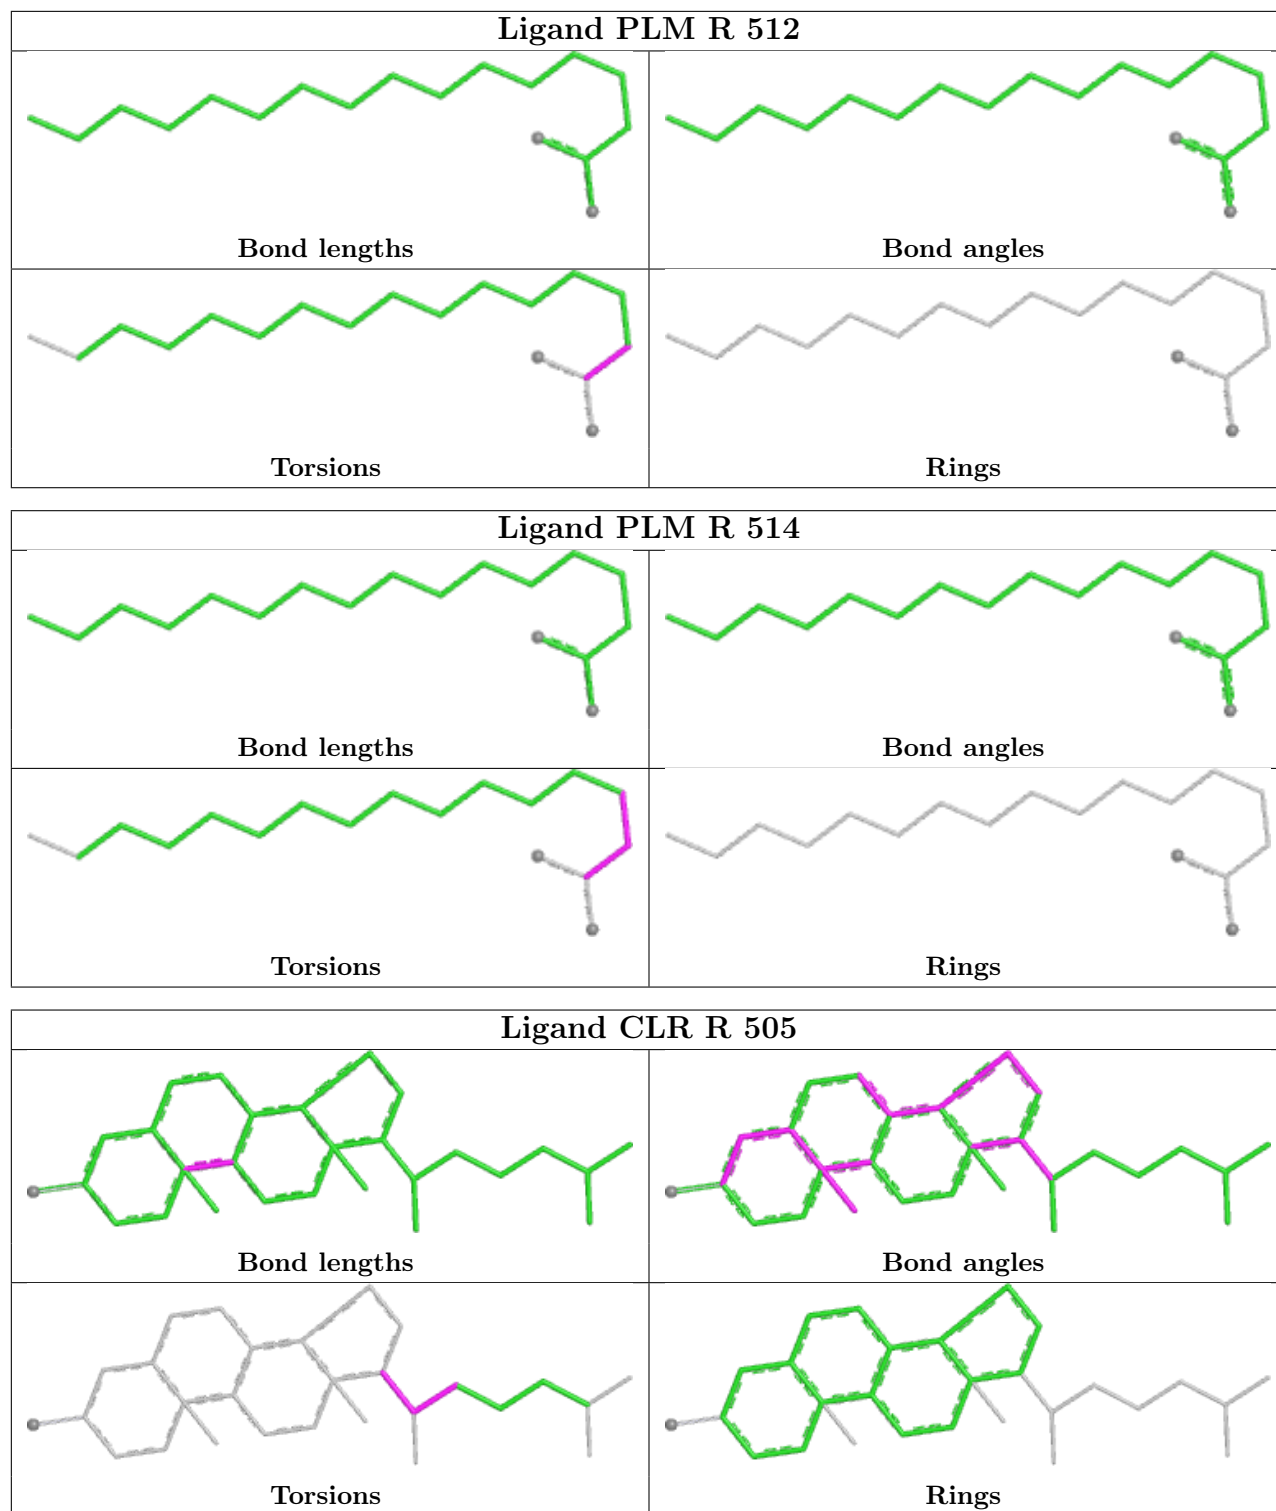 Ligand PLM R 512
Bond lengths
Bond angles
Torsions
Rings
Ligand PLM R 514
Bond lengths
Bond angles
Torsions
Rings
Ligand CLR R 505
Bond lengths
Bond angles
Torsions
Rings